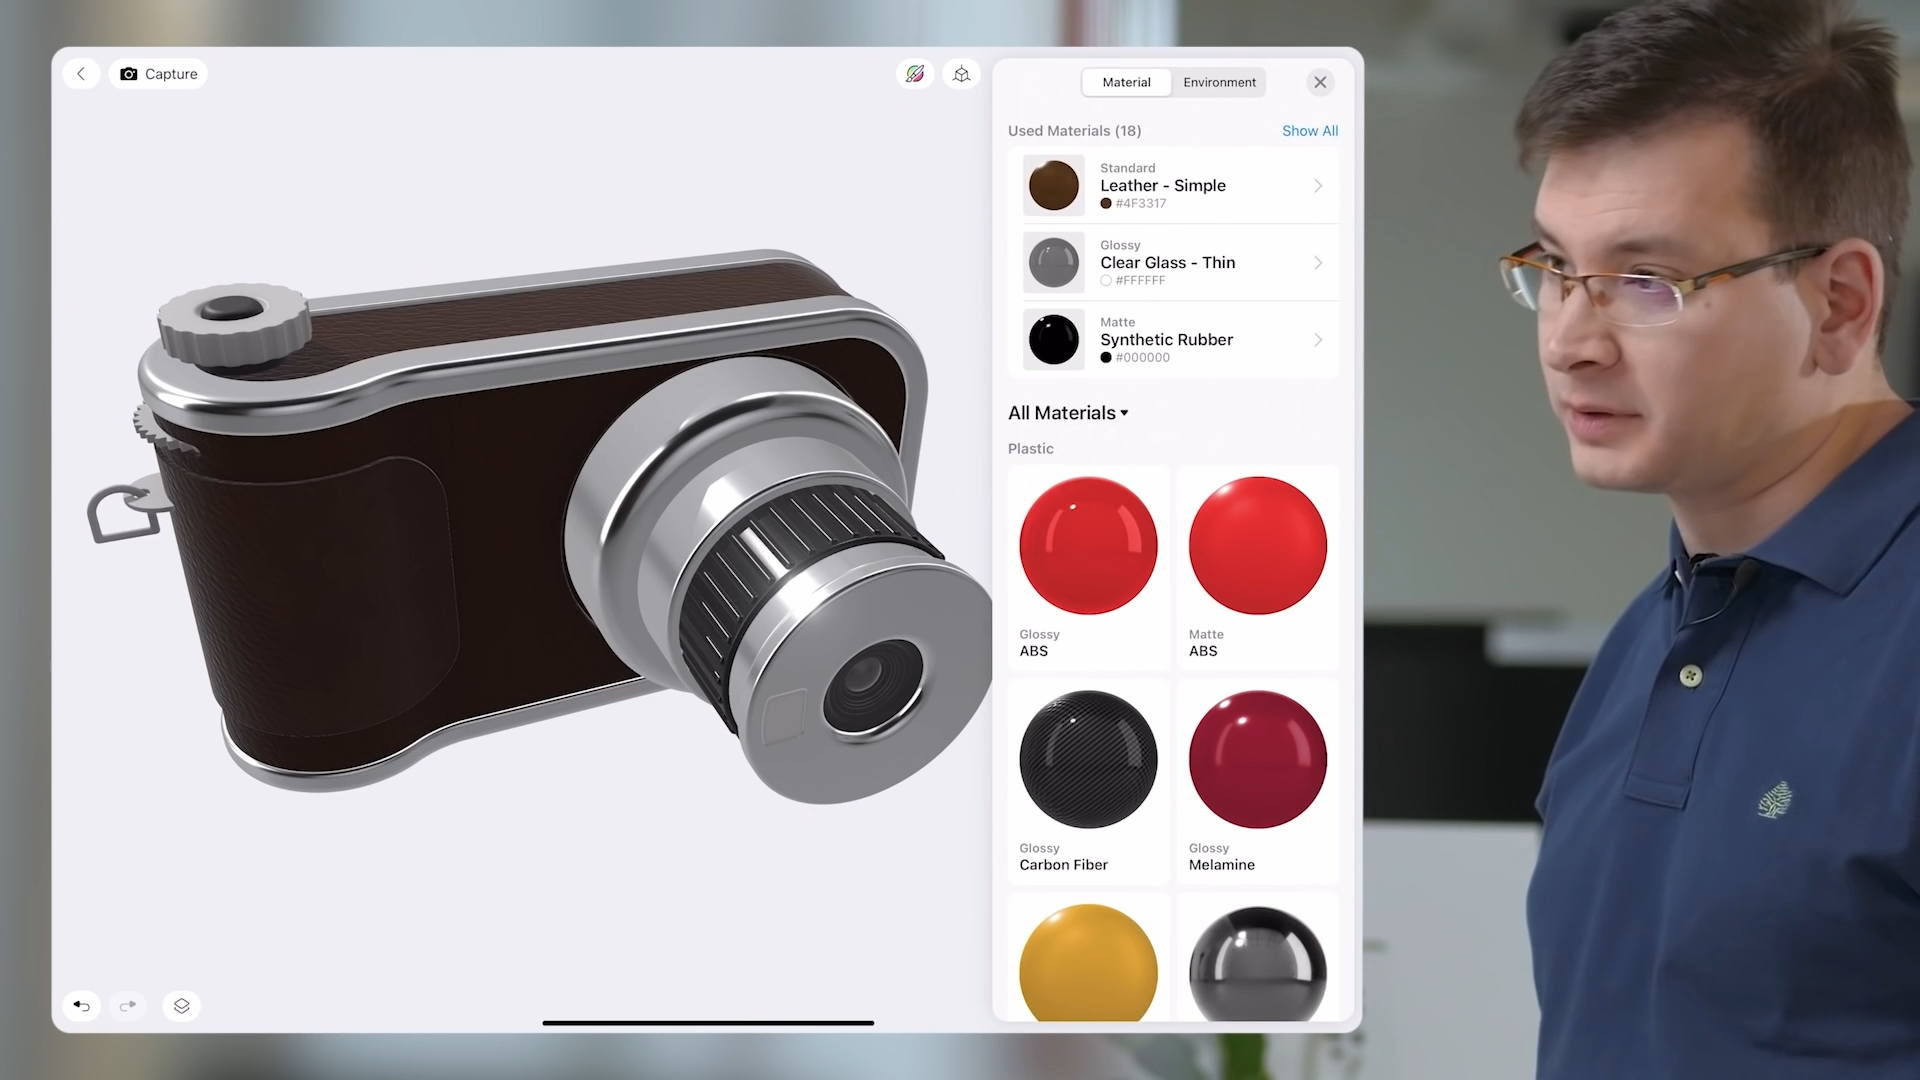 Capture
Material
Environment
Used Materials (18)
Show All
Standard
Leather - Simple
#4F3317
Glossy
Clear Glass - Thin
#FFFFFF
Matte
Synthetic Rubber
#000000
All Materials
Plastic
Glossy
ABS
Matte
ABS
Glossy
Carbon Fiber
Glossy
Melamine